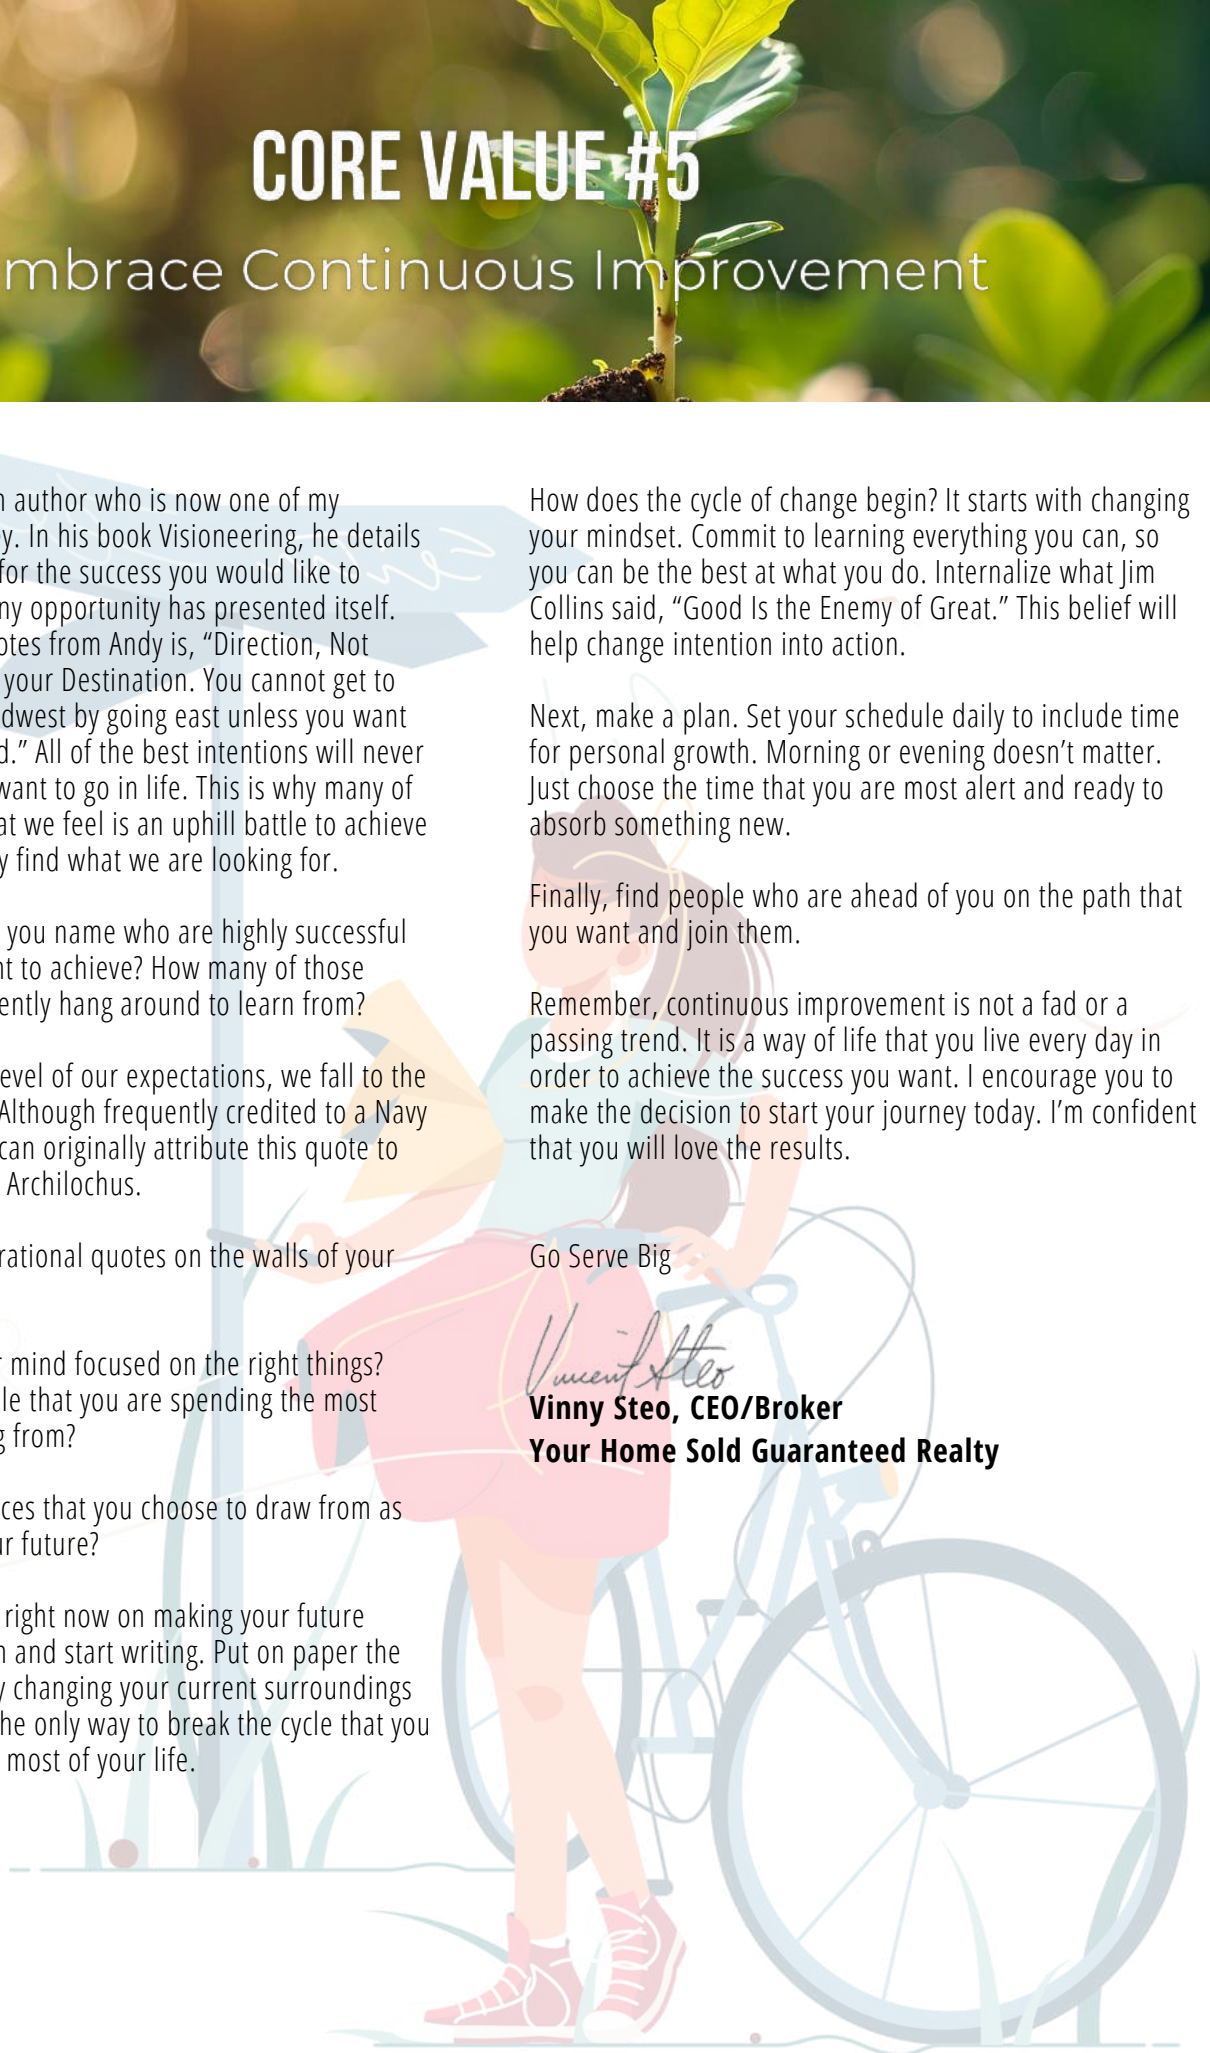 CORE VALUE #5
mbrace Continuous Improvement
author who is now one of my
y. In his book Visioneering, he details
for the success you would like to
ny opportunity has presented itself.
otes from Andy is, “Direction, Not
your Destination. You cannot get to
dwest by going east unless you want
d.” All of the best intentions will never
want to go in life. This is why many of
at we feel is an uphill battle to achieve
y find what we are looking for.
you name who are highly successful
nt to achieve? How many of those
ently hang around to learn from?
evel of our expectations, we fall to the
Although frequently credited to a Navy
can originally attribute this quote to
Archilochus.
rational quotes on the walls of your
r mind focused on the right things?
le that you are spending the most
g from?
ces that you choose to draw from as
ur future?
right now on making your future
n and start writing. Put on paper the
y changing your current surroundings
he only way to break the cycle that you
most of your life.
How does the cycle of change begin? It starts with changing
your mindset. Commit to learning everything you can, so
you can be the best at what you do. Internalize what Jim
Collins said, “Good Is the Enemy of Great.” This belief will
help change intention into action.
Next, make a plan. Set your schedule daily to include time
for personal growth. Morning or evening doesn’t matter.
Just choose the time that you are most alert and ready to
absorb something new.
Finally, find people who are ahead of you on the path that
you want and join them.
Remember, continuous improvement is not a fad or a
passing trend. It is a way of life that you live every day in
order to achieve the success you want. I encourage you to
make the decision to start your journey today. I’m confident
that you will love the results.
Go Serve Big
Vincent Steo
Vinny Steo, CEO/Broker
Your Home Sold Guaranteed Realty